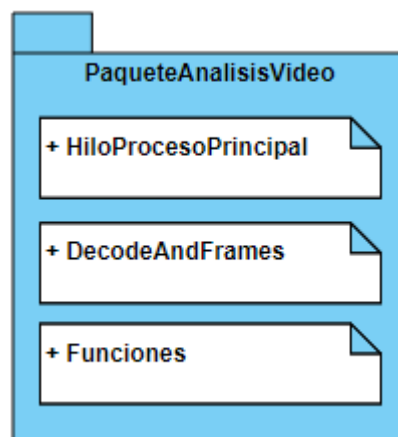 PaqueteAnalisisVideo
+ HiloProcesoPrincipal
+ DecodeAndFrames
+ Funciones